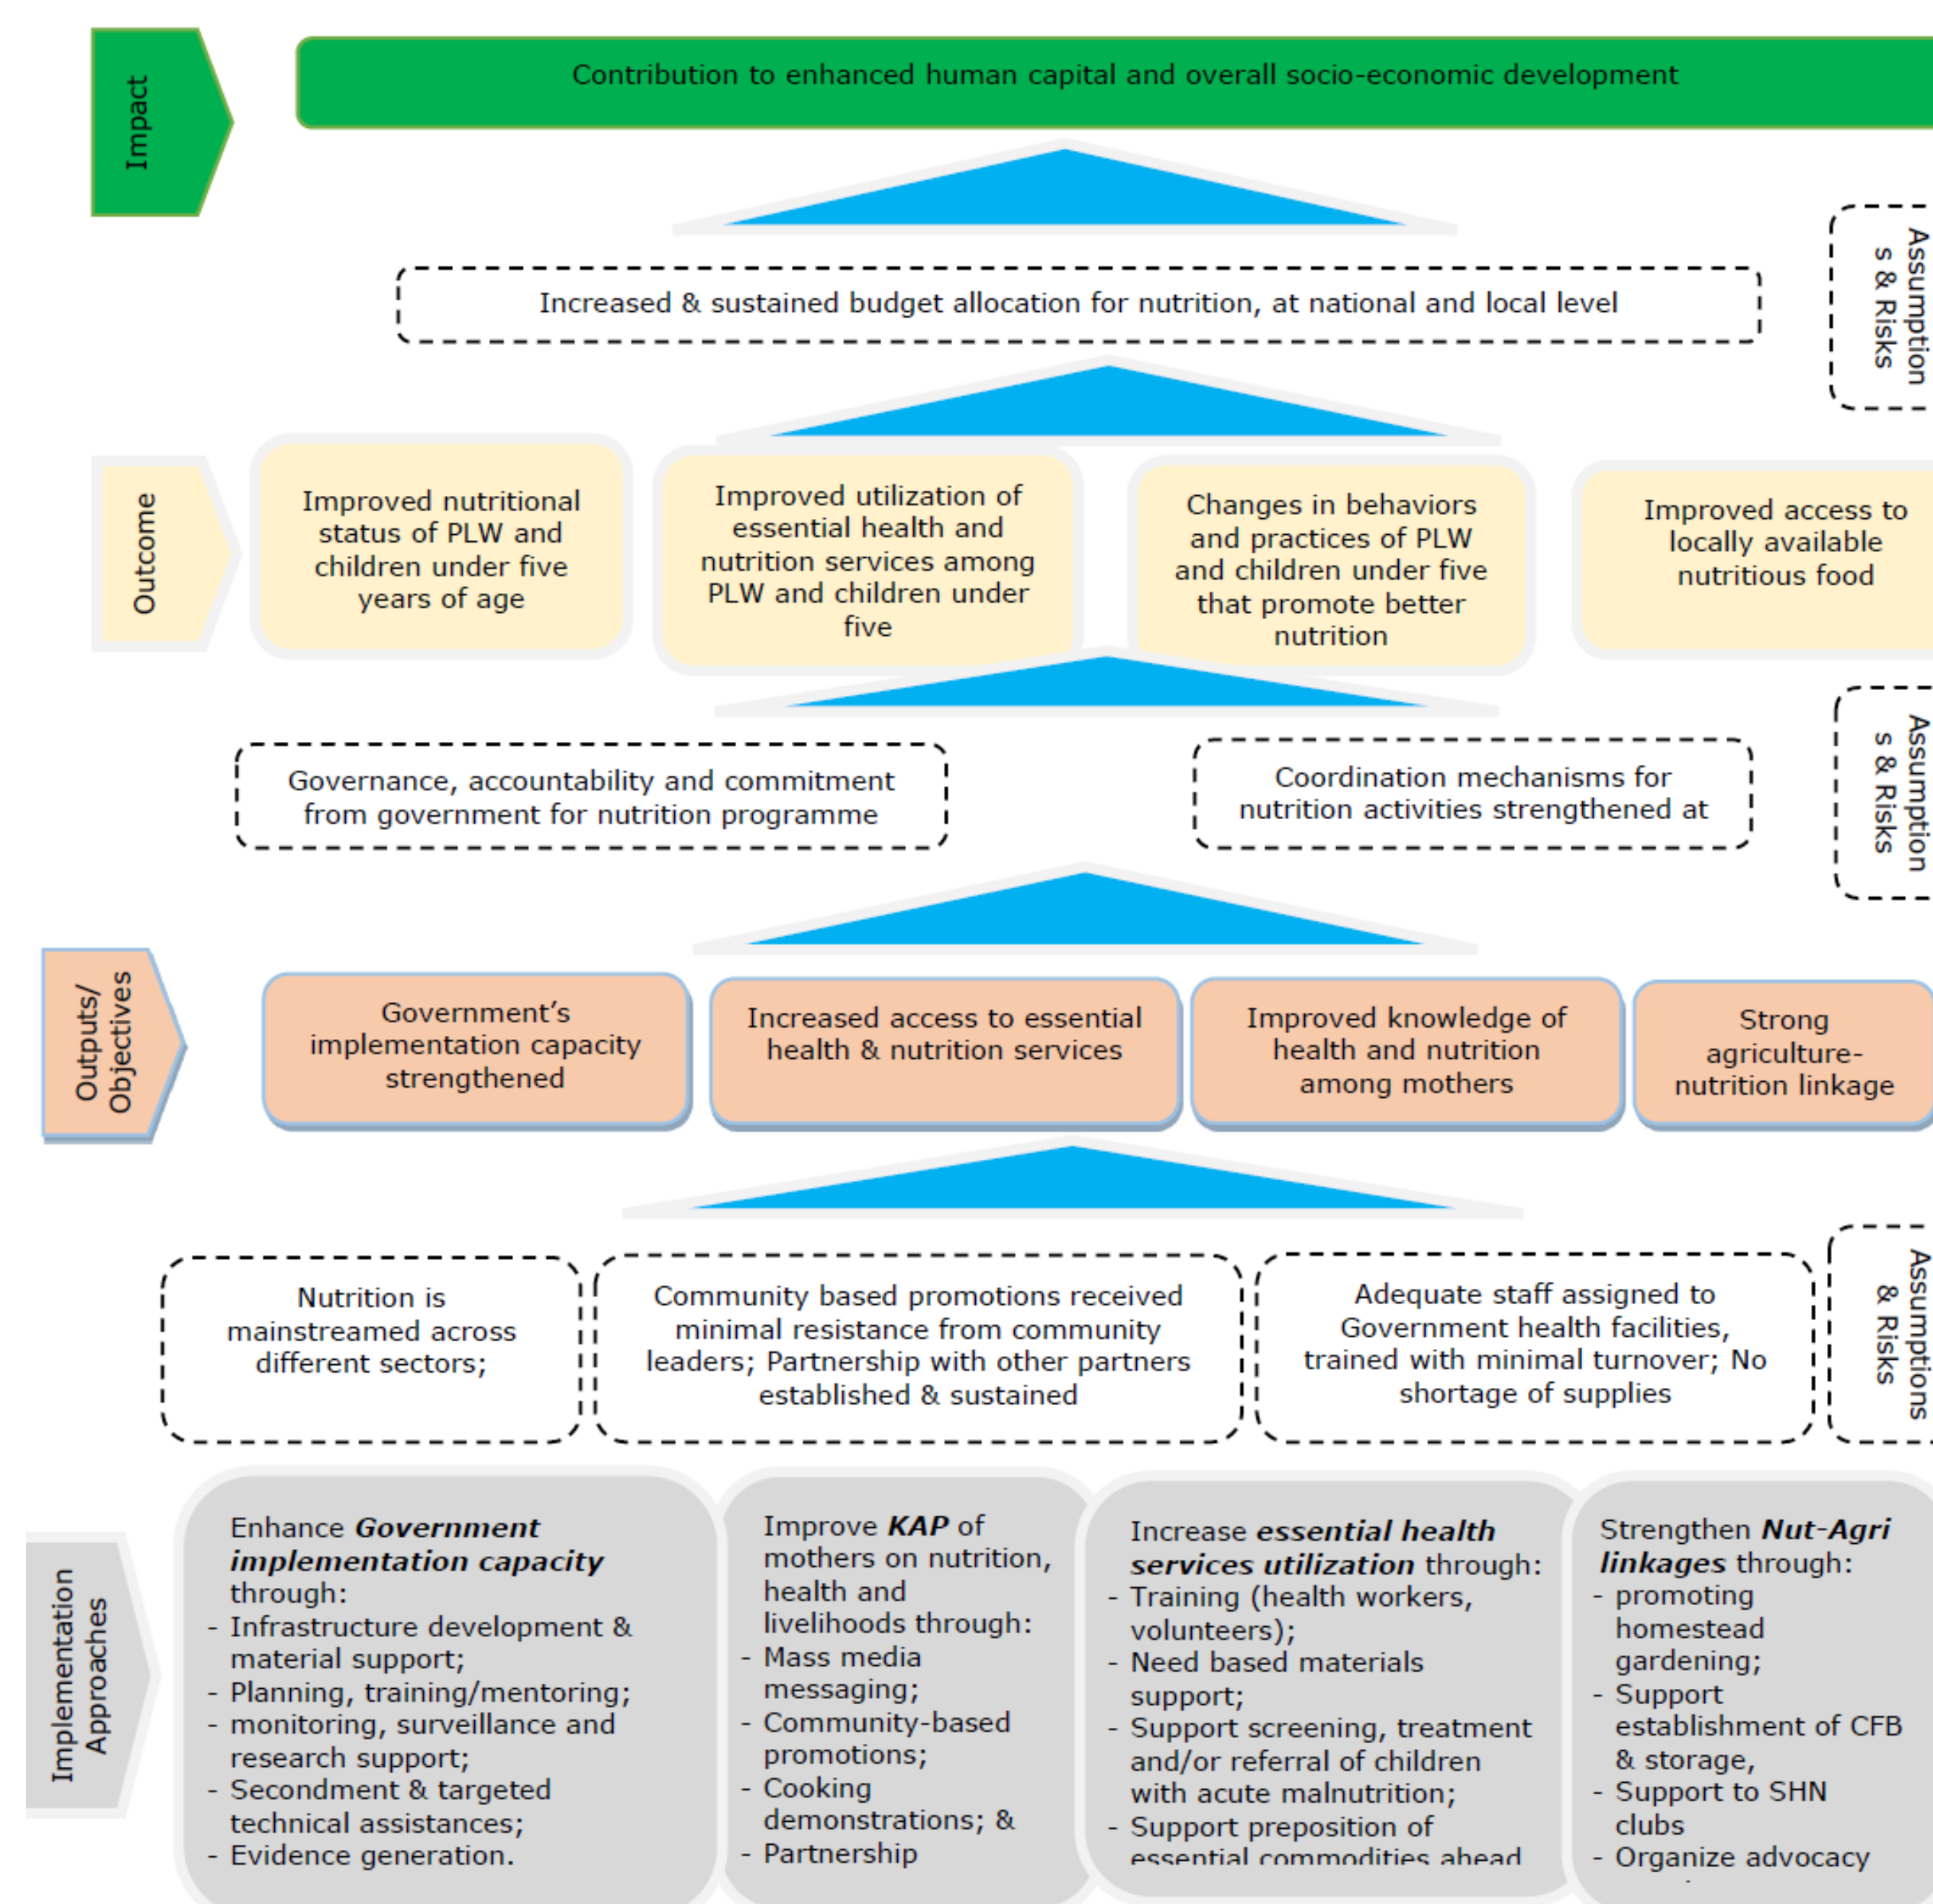 Impact
Contribution to enhanced human capital and overall socio-economic development
Assumption
s & Risks
Increased & sustained budget allocation for nutrition, at national and local level
Outcome
Improved nutritional
status of PLW and
children under five
years of age
Improved utilization of
essential health and
nutrition services among
PLW and children under
five
Changes in behaviors
and practices of PLW
and children under five
that promote better
nutrition
Improved access to
locally available
nutritious food
Governance, accountability and commitment
from government for nutrition programme
Coordination mechanisms for
nutrition activities strengthened at
Assumption
s & Risks
Outputs/
Objectives
Government’s
implementation capacity
strengthened
Increased access to essential
health & nutrition services
Improved knowledge of
health and nutrition
among mothers
Strong
agriculture-
nutrition linkage
Nutrition is
mainstreamed across
different sectors;
Community based promotions received
minimal resistance from community
leaders; Partnership with other partners
established & sustained
Adequate staff assigned to
Government health facilities,
trained with minimal turnover; No
shortage of supplies
Assumptions
& Risks
Implementation
Approaches
Enhance Government
implementation capacity
through:
- Infrastructure development &
material support;
- Planning, training/mentoring;
- monitoring, surveillance and
research support;
- Secondment & targeted
technical assistances;
- Evidence generation.
Improve KAP of
mothers on nutrition,
health and
livelihoods through:
- Mass media
messaging;
- Community-based
promotions;
- Cooking
demonstrations; &
- Partnership
Increase essential health
services utilization through:
- Training (health workers,
volunteers);
- Need based materials
support;
- Support screening, treatment
and/or referral of children
with acute malnutrition;
- Support preposition of
essential commodities ahead
Strengthen Nut-Agri
linkages through:
- promoting
homestead
gardening;
- Support
establishment of CFB
& storage,
- Support to SHN
clubs
- Organize advocacy